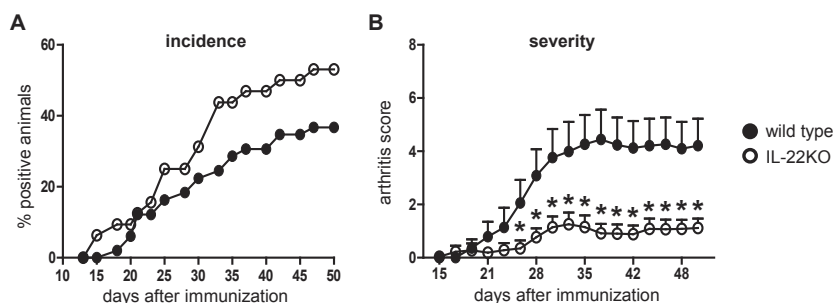 A
incidence
60
40
20
0
% positive animals
10 15 20 25 30 35 40 45 50
days after immunization
B
severity
8
6
4
2
0
arthritis score
* * * * * * * * * * * *
15 21 28 35 42 48
days after immunization
wild type
IL-22KO